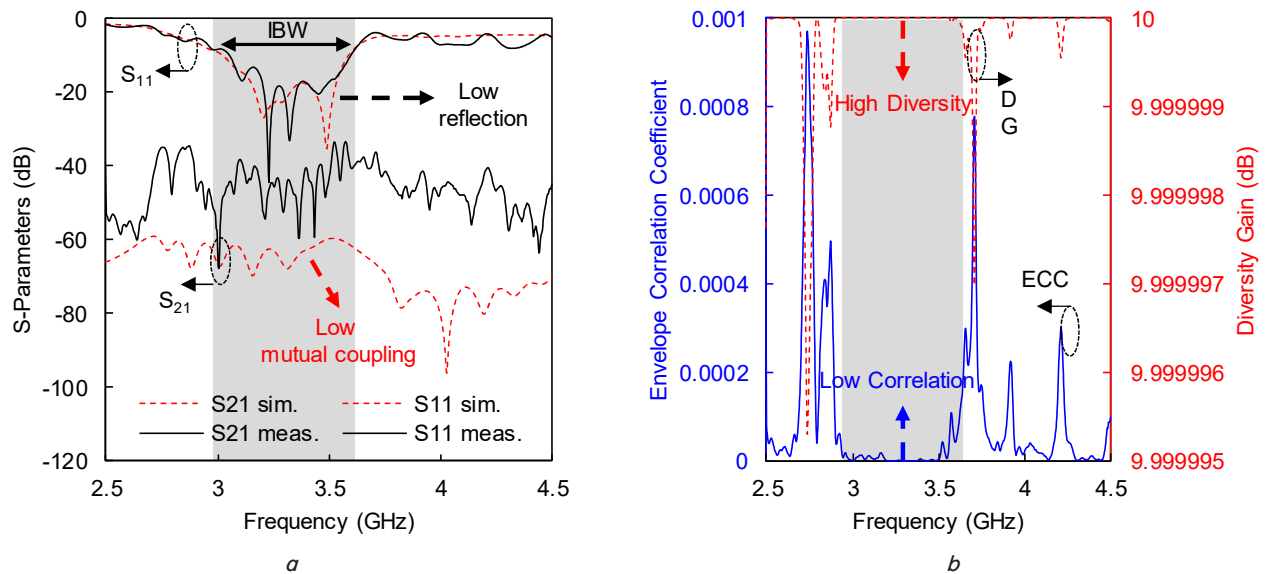 0
-20
-40
-60
-80
-100
-120
S-Parameters (dB)
IBW
S11
Low
reflection
S21
Low
mutual coupling
S21 sim.
S11 sim.
S21 meas.
S11 meas.
2.5
3
3.5
4
4.5
Frequency (GHz)
a
0.001
0.0008
0.0006
0.0004
0.0002
0
Envelope Correlation Coefficient
High Diversity
D
G
ECC
Low Correlation
10
9.9999999
9.999999
9.999998
9.999997
9.999996
9.999995
Diversity Gain (dB)
2.5
3
3.5
4
4.5
Frequency (GHz)
b